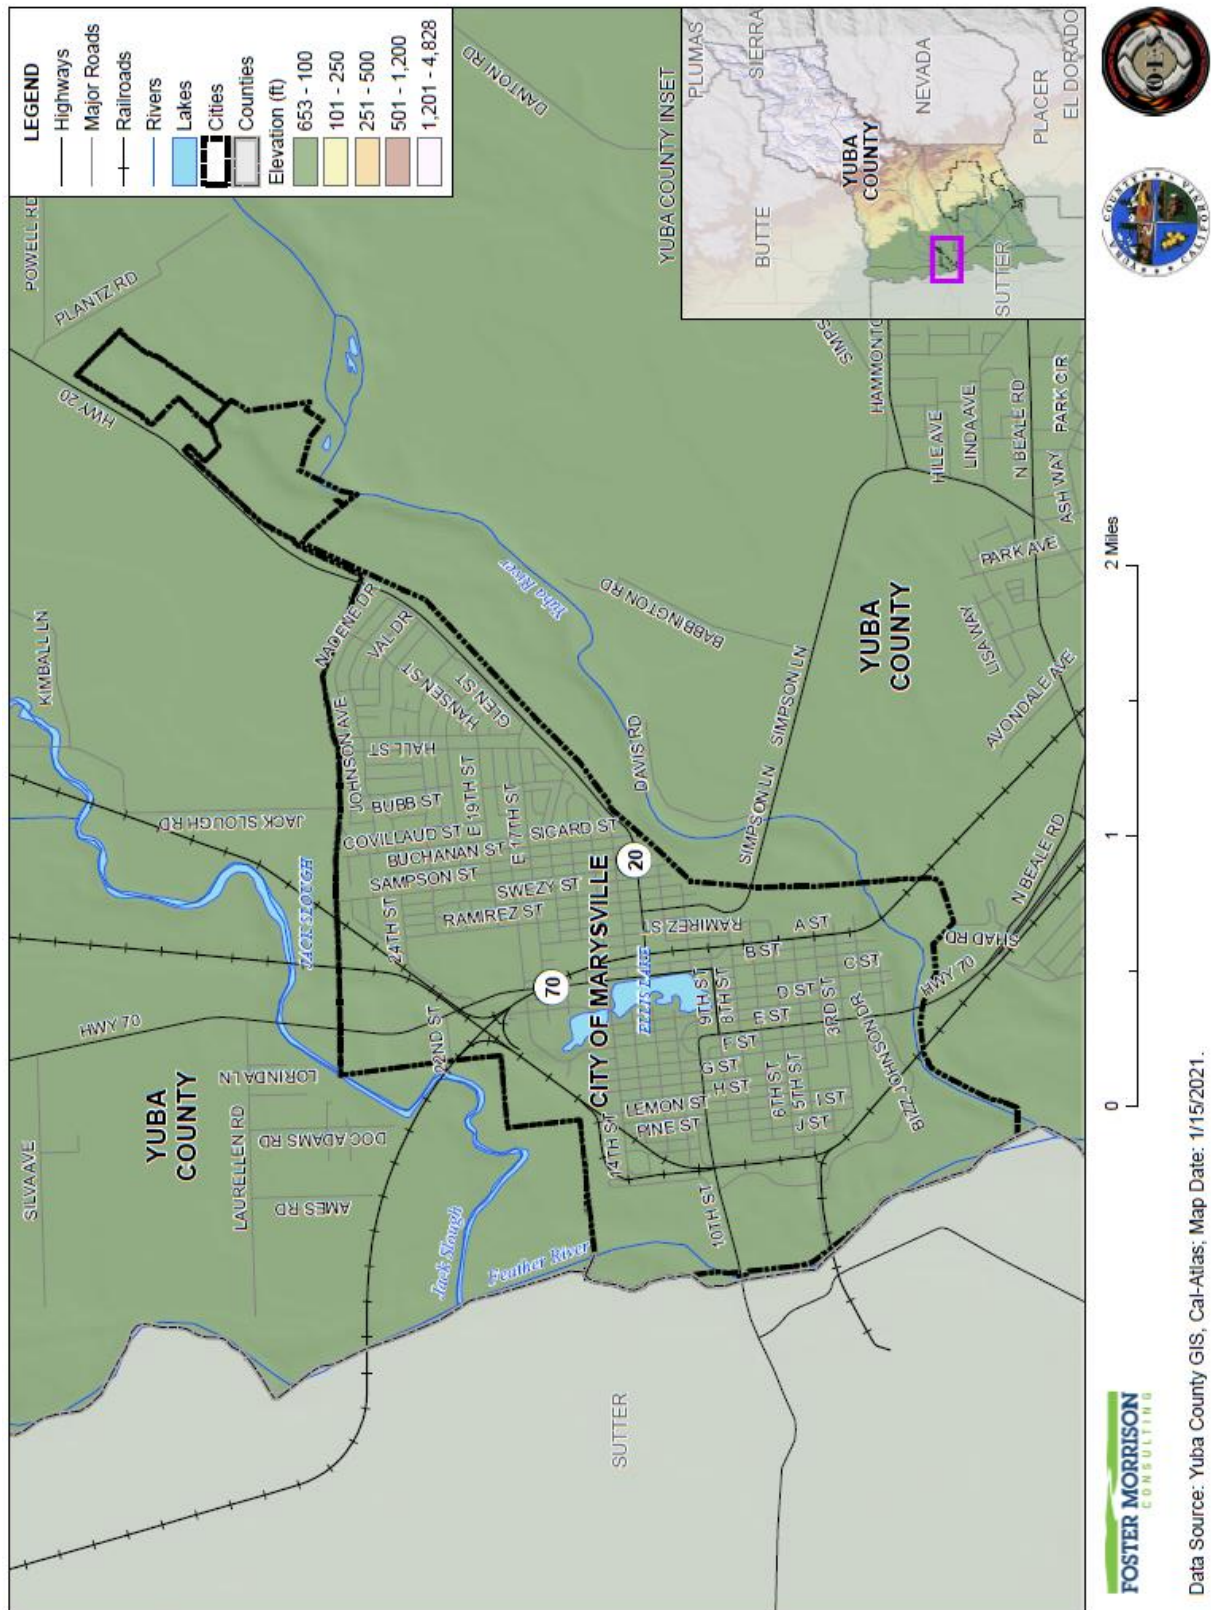 LEGEND
Highways
Major Roads
Railroads
Rivers
Lakes
Cities
Counties
Elevation (ft)
653 - 100
101 - 250
251 - 500
501 - 1,200
1,201 - 4,828
SILVA AVE
HWY 70
JACK SLOUGH RD
KIMBALL LN
POWELL RD
PLANTZ RD
HWY 20
DANTONI RD
YUBA
COUNTY
LAURELLEN RD
LORINDA LN
DOC ADAMS RD
AMES RD
JACK SLOUGH
Jack Slough
Feather River
22ND ST
24TH ST
JOHNSON AVE
NADENE DR
VAL DR
HANSEN ST
GLEN ST
HALL ST
BUBB ST
E 19TH ST
COVILLAUD ST
BUCHANAN ST
E 17TH ST
SICARD ST
SAMPSON ST
SWEZY ST
RAMIREZ ST
70
20
CITY OF MARYSVILLE
ELLIS LAKE
Yuba River
DAVIS RD
BABBINGTON RD
SIMPSON LN
SIMPSON LN
RAMIREZ ST
A ST
B ST
C ST
D ST
E ST
F ST
G ST
H ST
I ST
J ST
LEMON ST
PINE ST
14TH ST
10TH ST
9TH ST
8TH ST
6TH ST
5TH ST
3RD ST
BIZZ JOHNSON DR
HWY 70
SHAD RD
N BEALE RD
AVONDALE AVE
LISA WAY
PARK AVE
YUBA
COUNTY
SIMPS
HAMMONTO
HILE AVE
LINDA AVE
N BEALE RD
ASH WAY
PARK CIR
SUTTER
YUBA COUNTY INSET
PLUMAS
SIERRA
BUTTE
YUBA
COUNTY
NEVADA
SUTTER
PLACER
EL DORADO
0
1
2 Miles
FOSTER MORRISON
CONSULTING
YUBA COUNTY
CALIFORNIA
Data Source: Yuba County GIS, Cal-Atlas; Map Date: 1/15/2021.